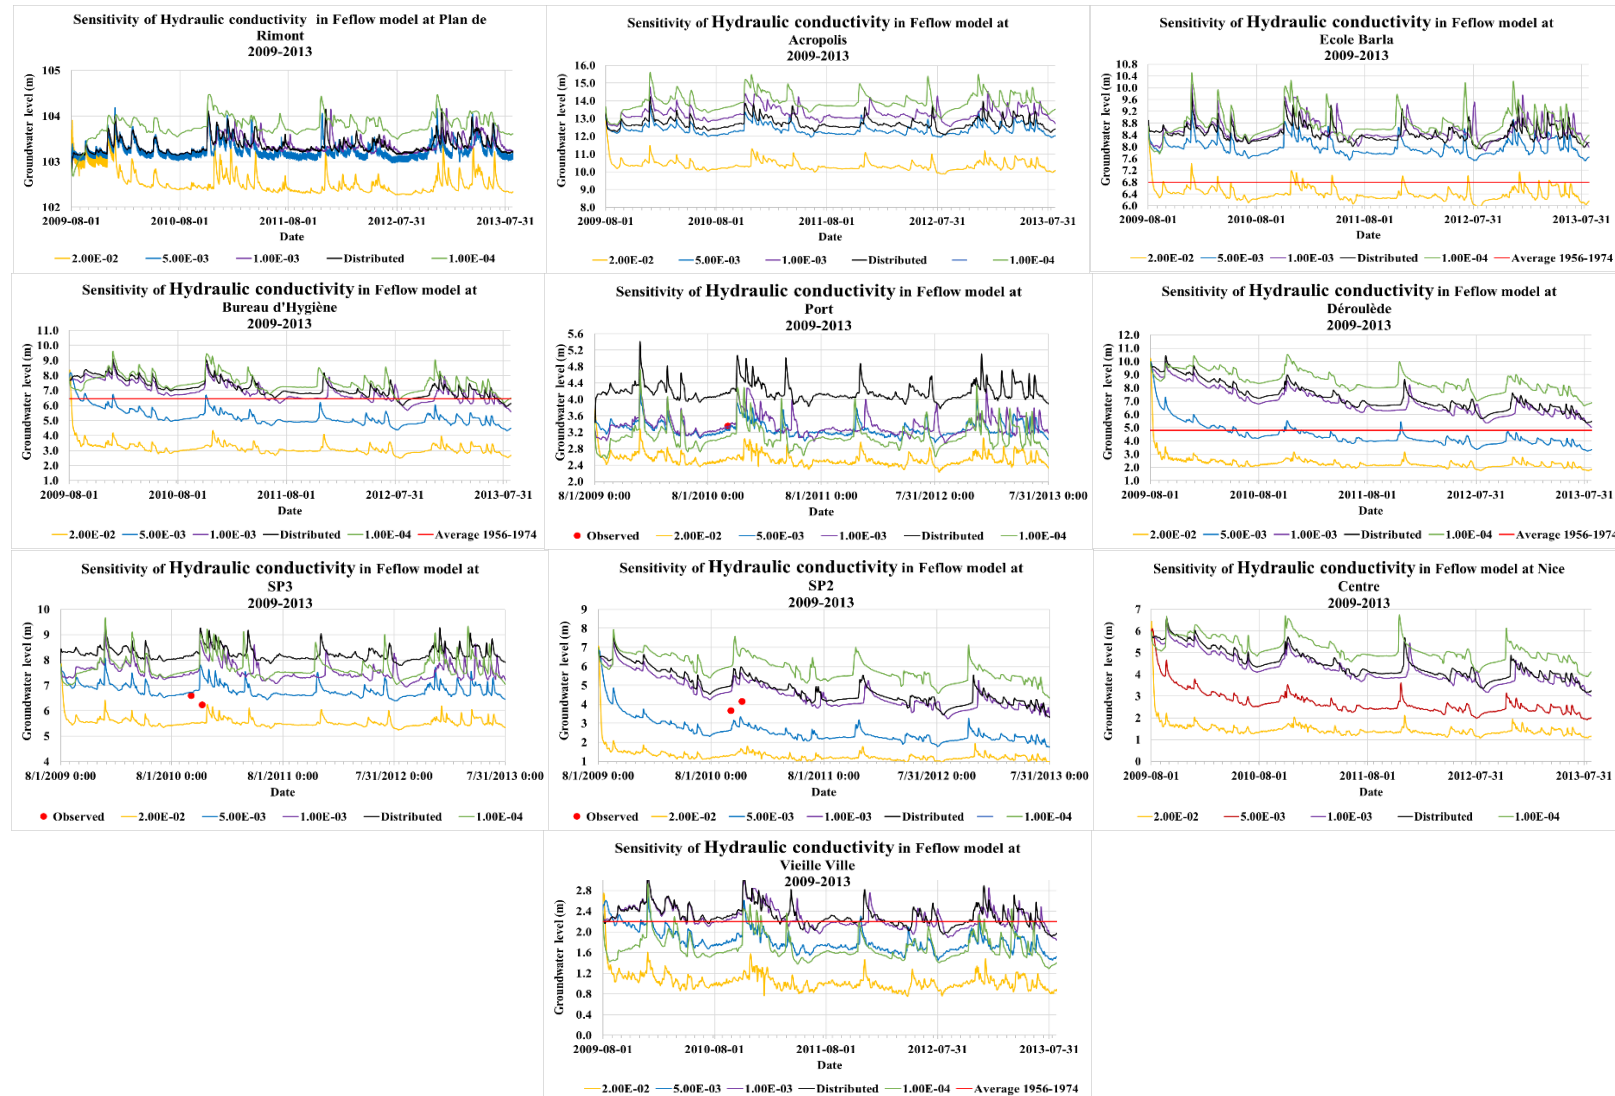 Sensitivity of Hydraulic conductivity in Feflow model at Plan de
Rimont
2009-2013
Groundwater level (m)
105
104
103
102
2009-08-01 2010-08-01 2011-08-01 2012-07-31 2013-07-31
Date
2.00E-02 5.00E-03 1.00E-03 Distributed 1.00E-04
Sensitivity of Hydraulic conductivity in Feflow model at
Acropolis
2009-2013
Groundwater level (m)
16.0
15.0
14.0
13.0
12.0
11.0
10.0
9.0
8.0
2009-08-01 2010-08-01 2011-08-01 2012-07-31 2013-07-31
Date
2.00E-02 5.00E-03 1.00E-03 Distributed 1.00E-04
Sensitivity of Hydraulic conductivity in Feflow model at
Ecole Barla
2009-2013
Groundwater level (m)
10.8
10.4
10.0
9.6
9.2
8.8
8.4
8.0
7.6
7.2
6.8
6.4
6.0
2009-08-01 2010-08-01 2011-08-01 2012-07-31 2013-07-31
Date
2.00E-02 5.00E-03 1.00E-03 Distributed 1.00E-04 Average 1956-1974
Sensitivity of Hydraulic conductivity in Feflow model at
Bureau d'Hygiène
2009-2013
Groundwater level (m)
11.0
10.0
9.0
8.0
7.0
6.0
5.0
4.0
3.0
2.0
1.0
2009-08-01 2010-08-01 2011-08-01 2012-07-31 2013-07-31
Date
2.00E-02 5.00E-03 1.00E-03 Distributed 1.00E-04 Average 1956-1974
Sensitivity of Hydraulic conductivity in Feflow model at
Port
2009-2013
Groundwater level (m)
5.6
5.2
4.8
4.4
4.0
3.6
3.2
2.8
2.4
2.0
8/1/2009 0:00 8/1/2010 0:00 8/1/2011 0:00 7/31/2012 0:00 7/31/2013 0:00
Date
Observed 2.00E-02 5.00E-03 1.00E-03 Distributed 1.00E-04
Sensitivity of Hydraulic conductivity in Feflow model at
Déroulède
2009-2013
Groundwater level (m)
12.0
11.0
10.0
9.0
8.0
7.0
6.0
5.0
4.0
3.0
2.0
1.0
2009-08-01 2010-08-01 2011-08-01 2012-07-31 2013-07-31
Date
2.00E-02 5.00E-03 1.00E-03 Distributed 1.00E-04 Average 1956-1974
Sensitivity of Hydraulic conductivity in Feflow model at
SP3
2009-2013
Groundwater level (m)
10
9
8
7
6
5
4
8/1/2009 0:00 8/1/2010 0:00 8/1/2011 0:00 7/31/2012 0:00 7/31/2013 0:00
Date
Observed 2.00E-02 5.00E-03 1.00E-03 Distributed 1.00E-04
Sensitivity of Hydraulic conductivity in Feflow model at
SP2
2009-2013
Groundwater level (m)
9
8
7
6
5
4
3
2
1
8/1/2009 0:00 8/1/2010 0:00 8/1/2011 0:00 7/31/2012 0:00 7/31/2013 0:00
Date
Observed 2.00E-02 5.00E-03 1.00E-03 Distributed 1.00E-04
Sensitivity of Hydraulic conductivity in Feflow model at Nice
Centre
2009-2013
Groundwater level (m)
7
6
5
4
3
2
1
0
2009-08-01 2010-08-01 2011-08-01 2012-07-31 2013-07-31
Date
2.00E-02 5.00E-03 1.00E-03 Distributed 1.00E-04
Sensitivity of Hydraulic conductivity in Feflow model at
Vieille Ville
2009-2013
Groundwater level (m)
2.8
2.4
2.0
1.6
1.2
0.8
0.4
0.0
2009-08-01 2010-08-01 2011-08-01 2012-07-31 2013-07-31
Date
2.00E-02 5.00E-03 1.00E-03 Distributed 1.00E-04 Average 1956-1974